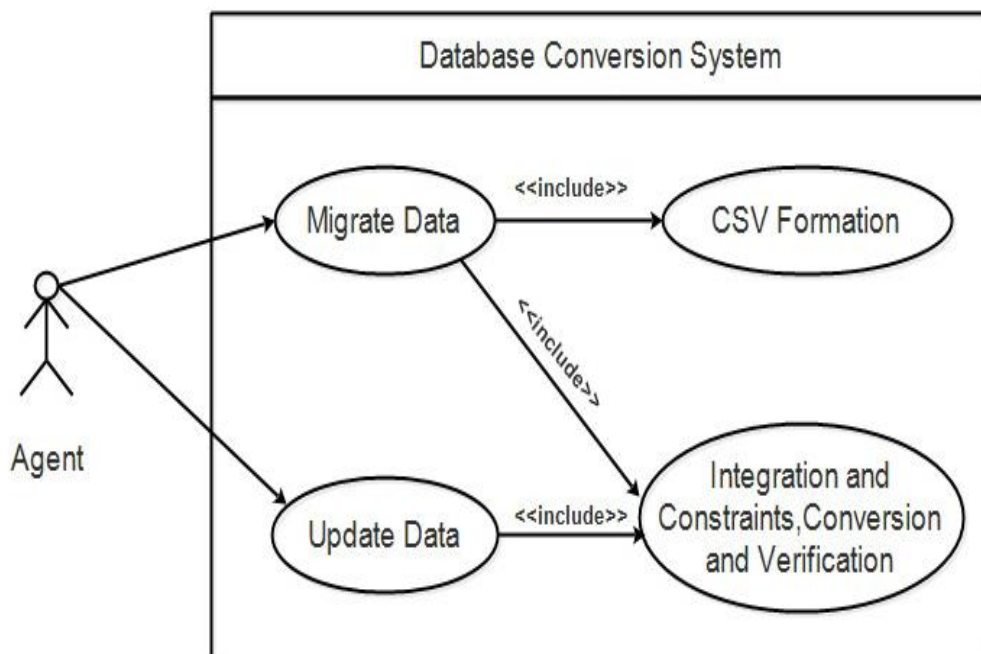 Database Conversion System
<<include>>
Migrate Data
CSV Formation
<<include>>
Agent
Integration and
Constraints,Conversion
and Verification
<<include>>
Update Data